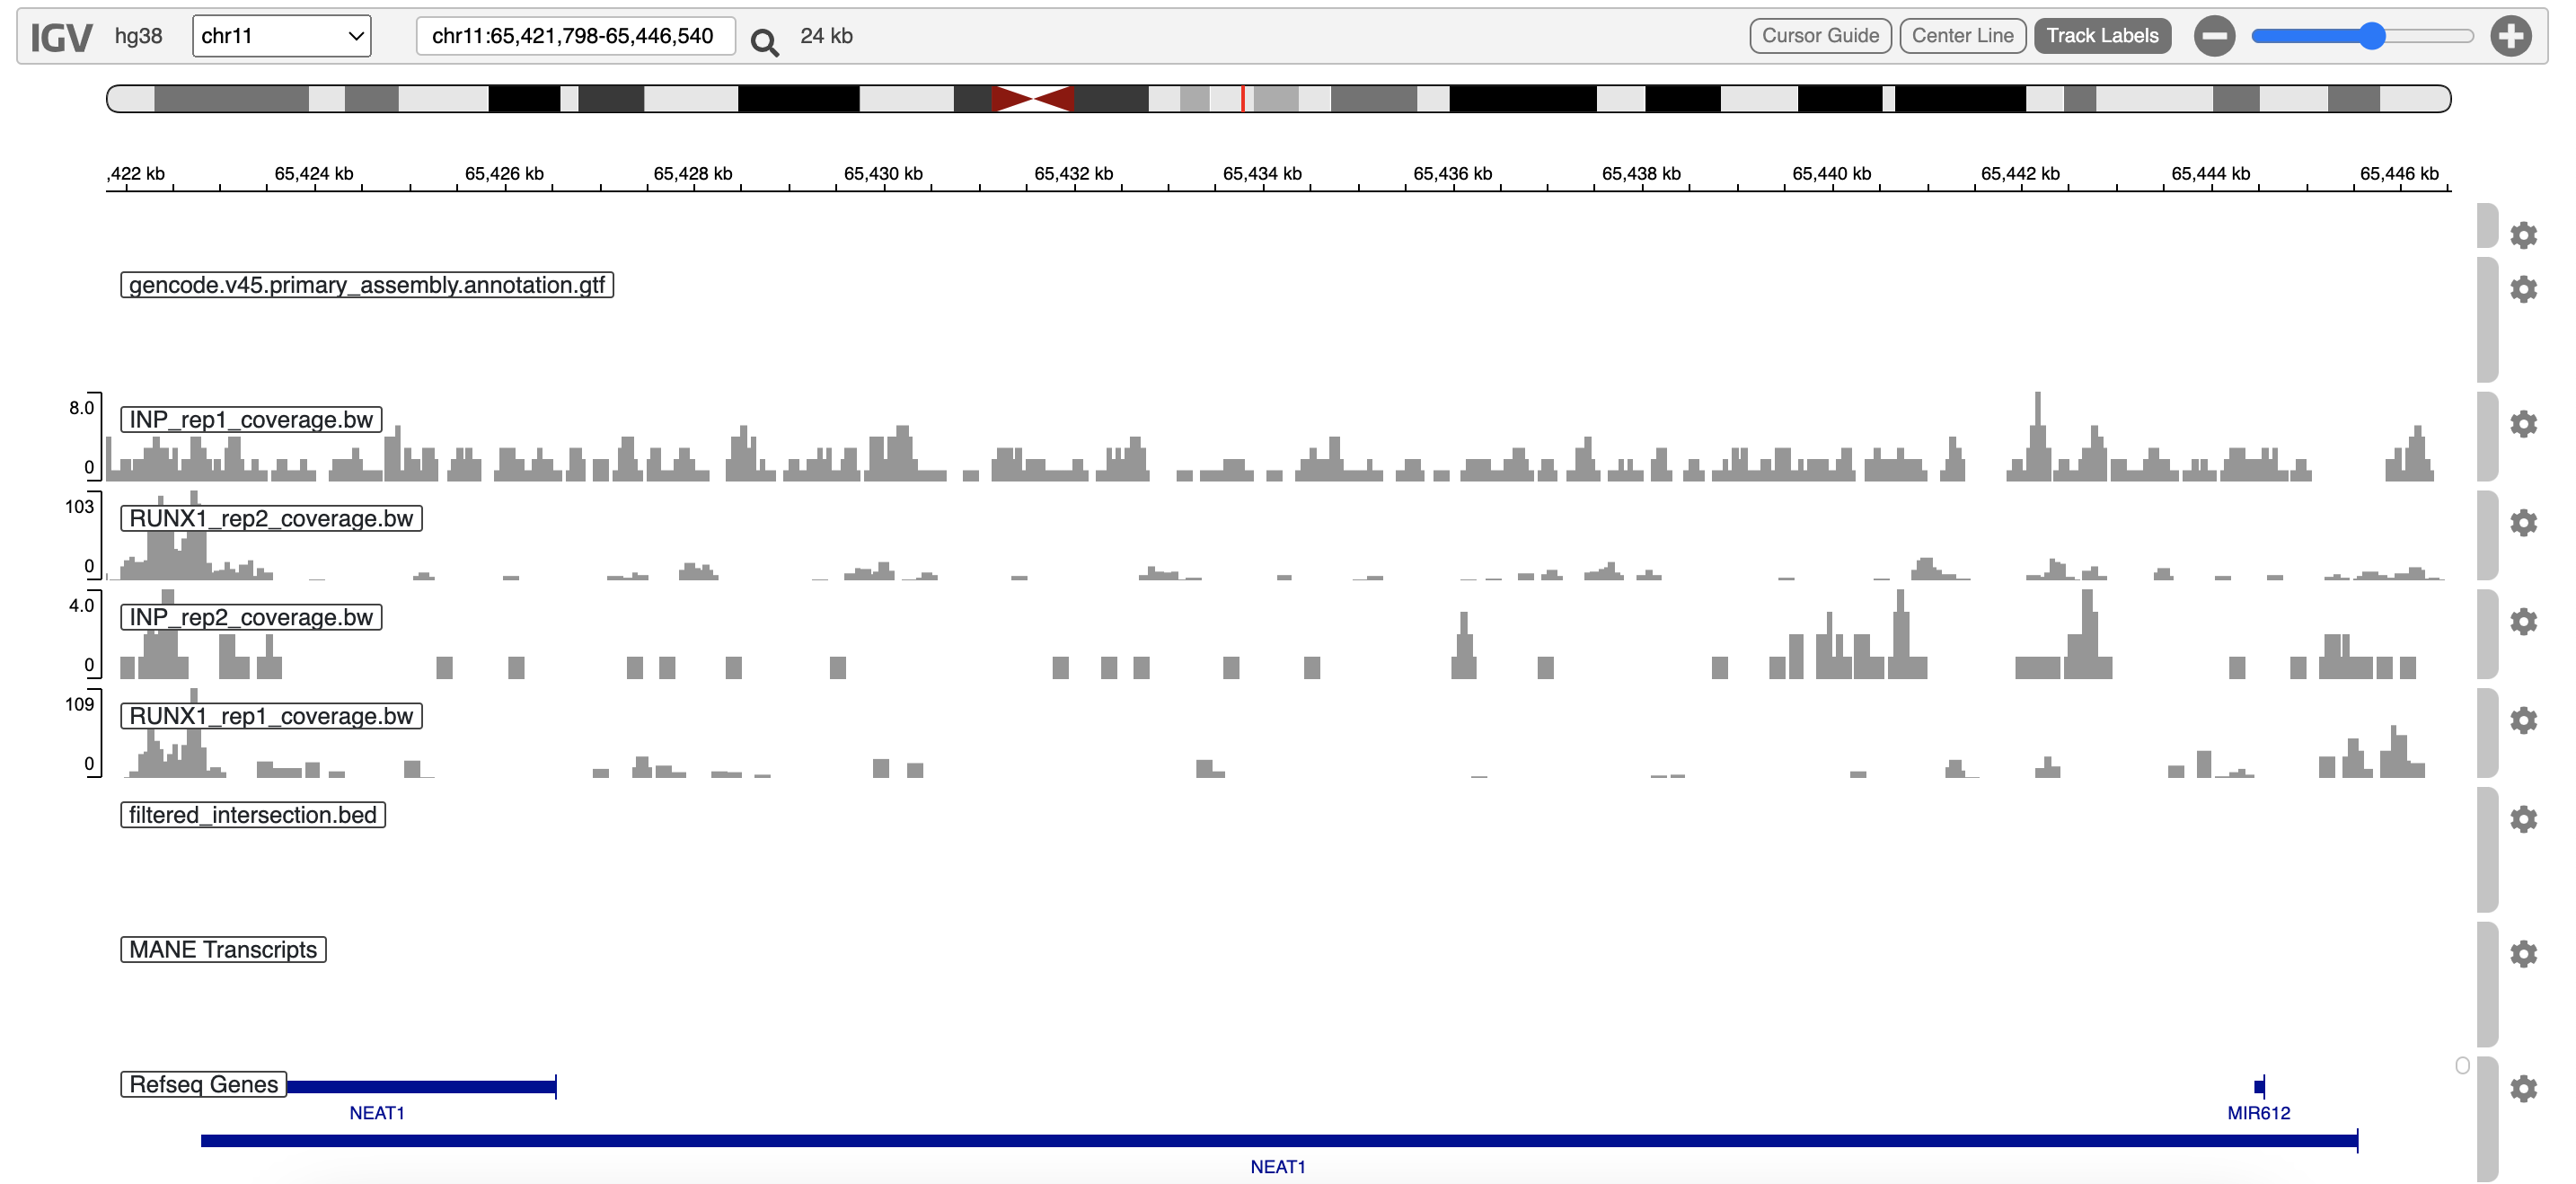 IGV hg38 chr11 chr11:65,421,798-65,446,540 24 kb Cursor Guide Center Line Track Labels
,422 kb 65,424 kb 65,426 kb 65,428 kb 65,430 kb 65,432 kb 65,434 kb 65,436 kb 65,438 kb 65,440 kb 65,442 kb 65,444 kb 65,446 kb
gencode.v45.primary_assembly.annotation.gtf
8.0 INP_rep1_coverage.bw
0
103 RUNX1_rep2_coverage.bw
0
4.0 INP_rep2_coverage.bw
0
109 RUNX1_rep1_coverage.bw
0
filtered_intersection.bed
MANE Transcripts
Refseq Genes
NEAT1 MIR612
NEAT1